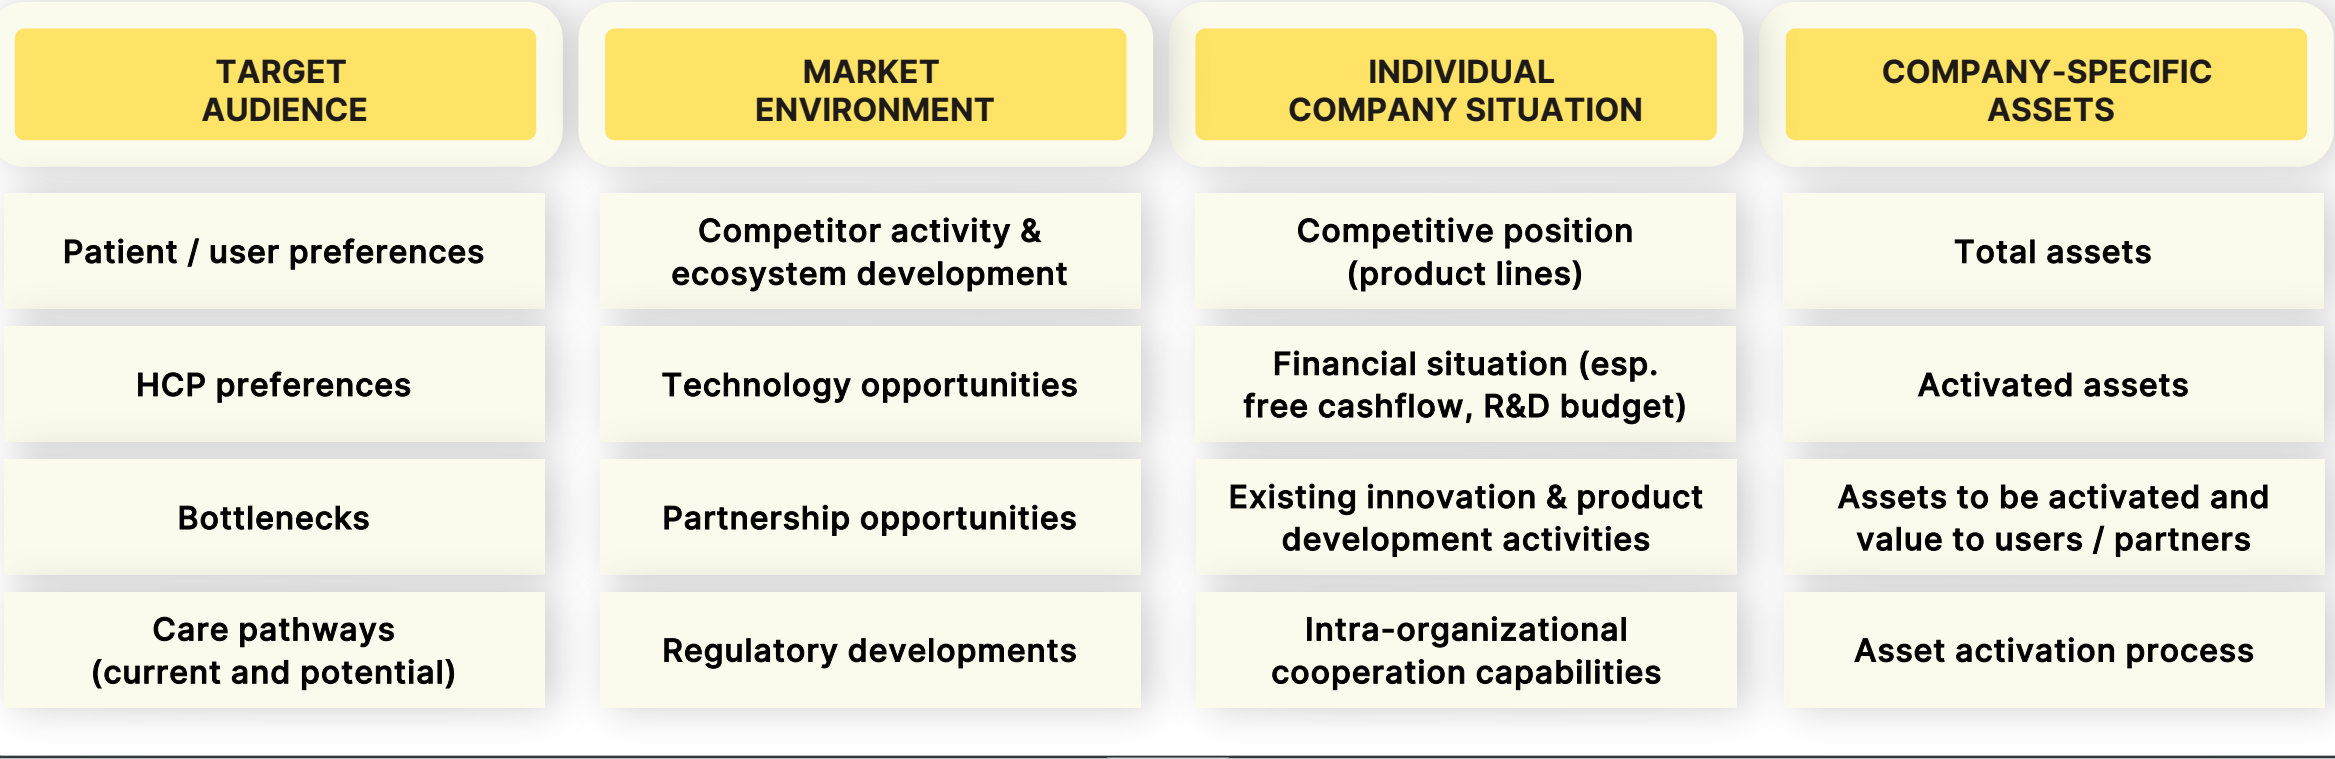 TARGET
AUDIENCE
Patient / user preferences
HCP preferences
Bottlenecks
Care pathways
(current and potential)
MARKET
ENVIRONMENT
Competitor activity &
ecosystem development
Technology opportunities
Partnership opportunities
Regulatory developments
INDIVIDUAL
COMPANY SITUATION
Competitive position
(product lines)
Financial situation (esp.
free cashflow, R&D budget)
Existing innovation & product
development activities
Intra-organizational
cooperation capabilities
COMPANY-SPECIFIC
ASSETS
Total assets
Activated assets
Assets to be activated and
value to users / partners
Asset activation process